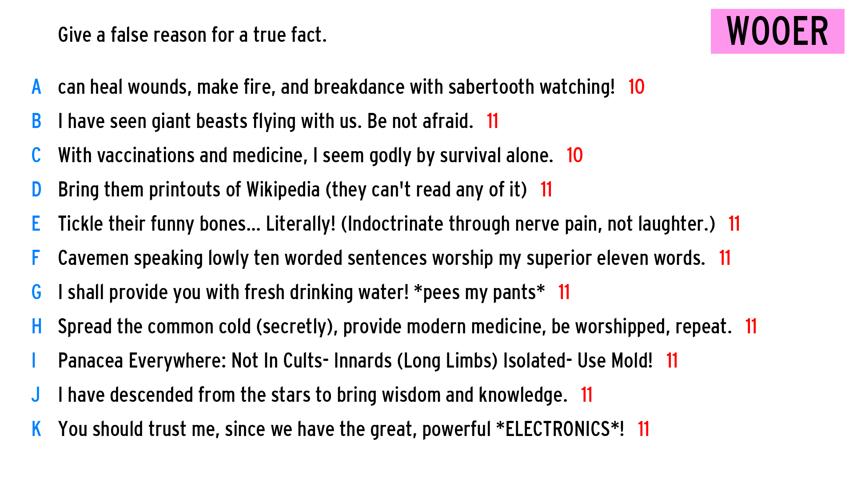 Give a false reason for a true fact.
WOOER
A can heal wounds, make fire, and breakdance with sabertooth watching! 10
B I have seen giant beasts flying with us. Be not afraid. 11
C With vaccinations and medicine, I seem godly by survival alone. 10
D Bring them printouts of Wikipedia (they can't read any of it) 11
E Tickle their funny bones... Literally! (Indoctrinate through nerve pain, not laughter.) 11
F Cavemen speaking lowly ten worded sentences worship my superior eleven words. 11
G I shall provide you with fresh drinking water! *pees my pants* 11
H Spread the common cold (secretly), provide modern medicine, be worshipped, repeat. 11
I Panacea Everywhere: Not In Cults- Innards (Long Limbs) Isolated- Use Mold! 11
J I have descended from the stars to bring wisdom and knowledge. 11
K You should trust me, since we have the great, powerful *ELECTRONICS*! 11